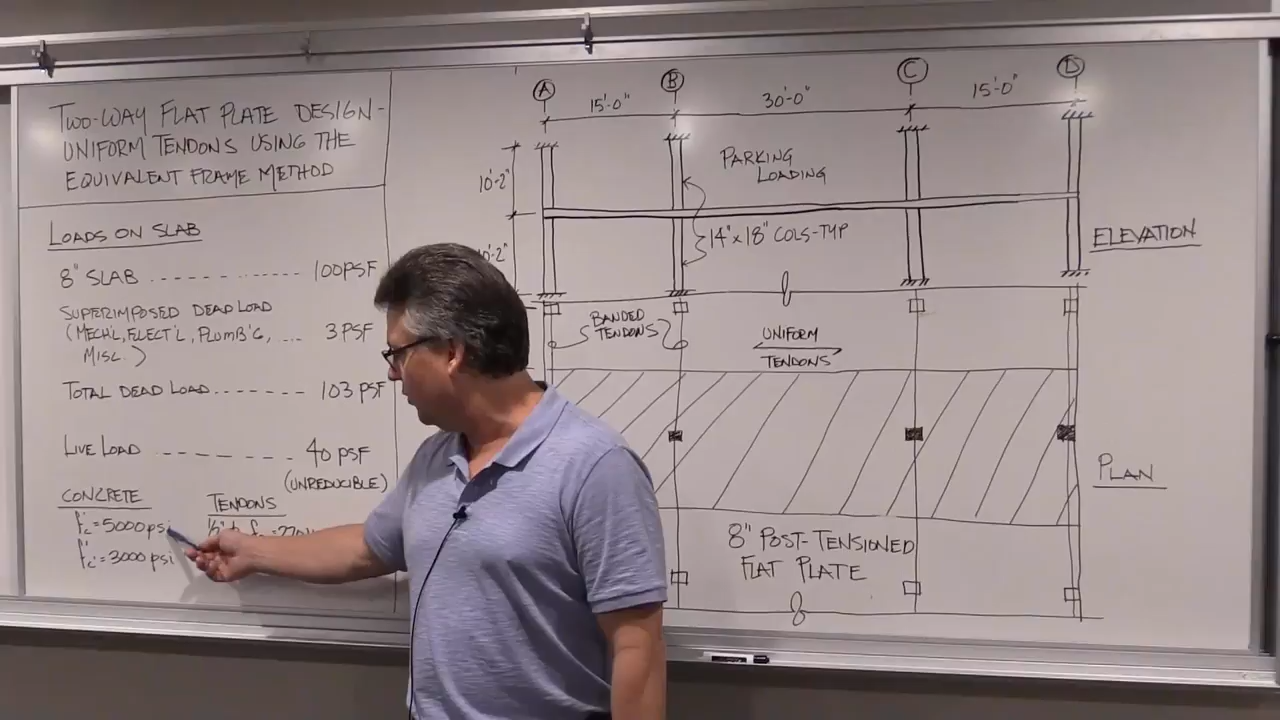 TWO-WAY FLAT PLATE DESIGN-
UNIFORM TENDONS USING THE
EQUIVALENT FRAME METHOD
LOADS ON SLAB
8" SLAB ------------ 100PSF
SUPERIMPOSED DEAD LOAD
(MECH'L, ELECT'L, PLUMB'G, ... 3 PSF
MISC.)
TOTAL DEAD LOAD -------- 103 PSF
LIVE LOAD ---------- 40 PSF
(UNREDUCIBLE)
CONCRETE
f'c = 5000 psi
f'ci = 3000 psi
TENDONS
A B C D
15'-0" 30'-0" 15'-0"
10'-2"
PARKING
LOADING
14" x 18" COLS-TYP
ELEVATION
BANDED
TENDONS
UNIFORM
TENDONS
PLAN
8" POST-TENSIONED
FLAT PLATE